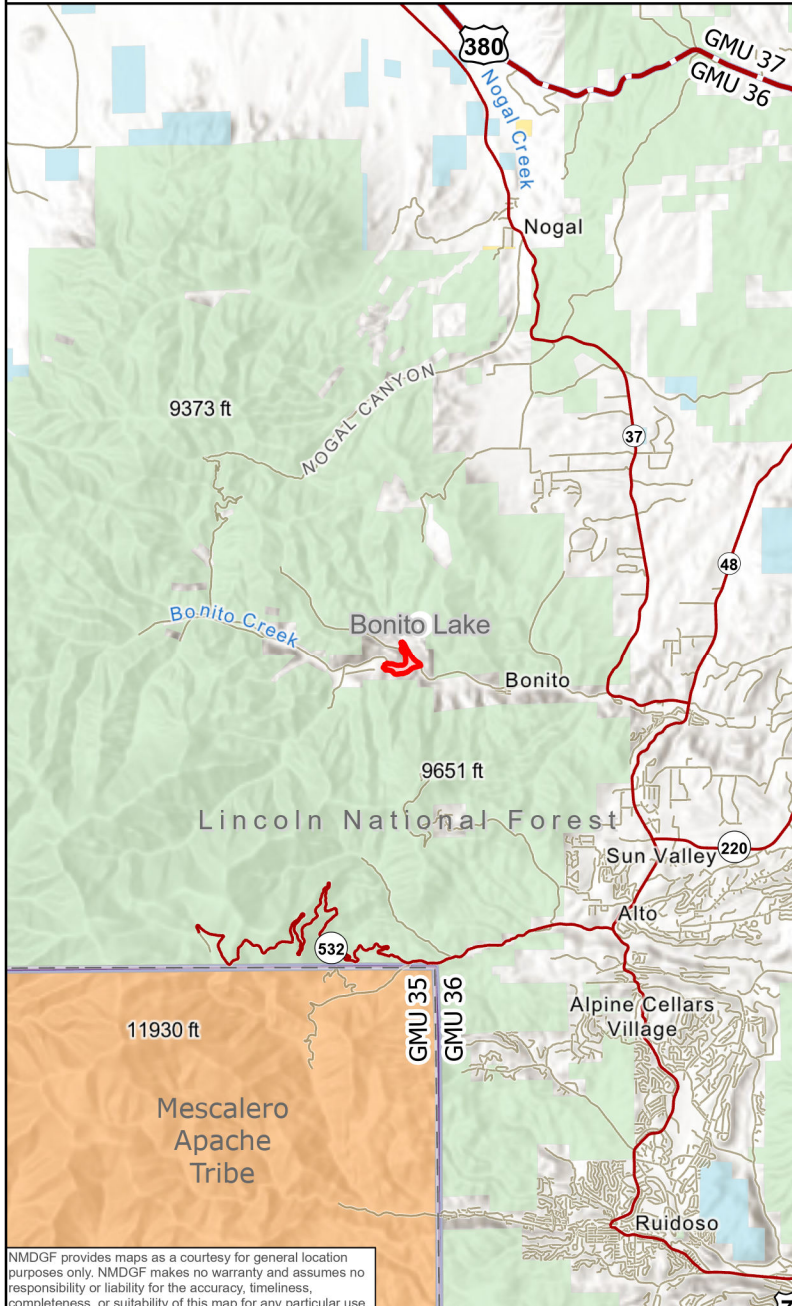 380
GMU 37
GMU 36
Nogal Creek
Nogal
9373 ft
NOGAL CANYON
37
48
Bonito Creek
Bonito Lake
Bonito
9651 ft
Lincoln National Forest
Sun Valley
220
Alto
532
GMU 35
GMU 36
Alpine Cellars
Village
11930 ft
Mescalero
Apache
Tribe
Ruidoso
NMDGF provides maps as a courtesy for general location
purposes only. NMDGF makes no warranty and assumes no
responsibility or liability for the accuracy, timeliness,
completeness, or suitability of this map for any particular use